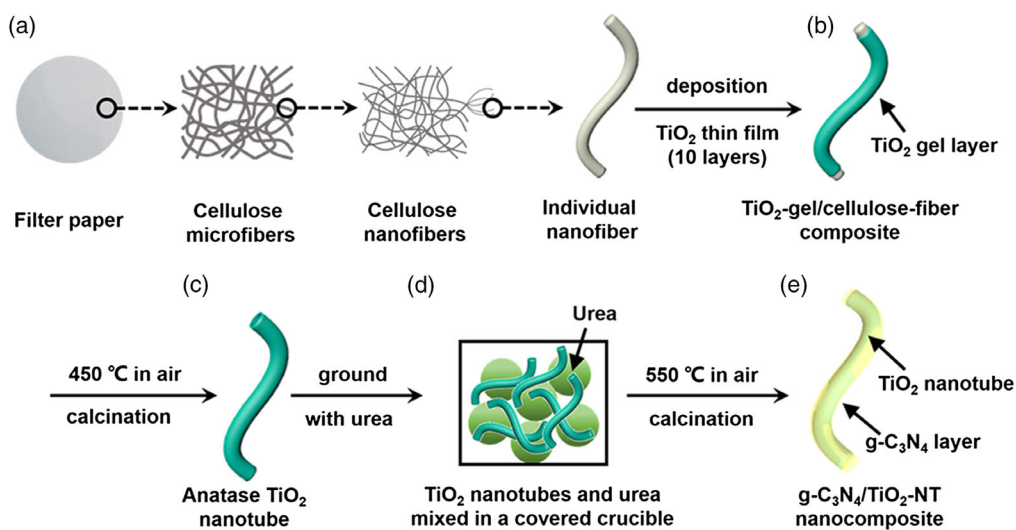 (a)
(b)
deposition
TiO₂ thin film
(10 layers)
TiO₂ gel layer
Filter paper
Cellulose
microfibers
Cellulose
nanofibers
Individual
nanofiber
TiO₂-gel/cellulose-fiber
composite
(c)
(d)
(e)
Urea
450 ℃ in air
calcination
ground
with urea
550 ℃ in air
calcination
TiO₂ nanotube
g-C₃N₄ layer
Anatase TiO₂
nanotube
TiO₂ nanotubes and urea
mixed in a covered crucible
g-C₃N₄/TiO₂-NT
nanocomposite